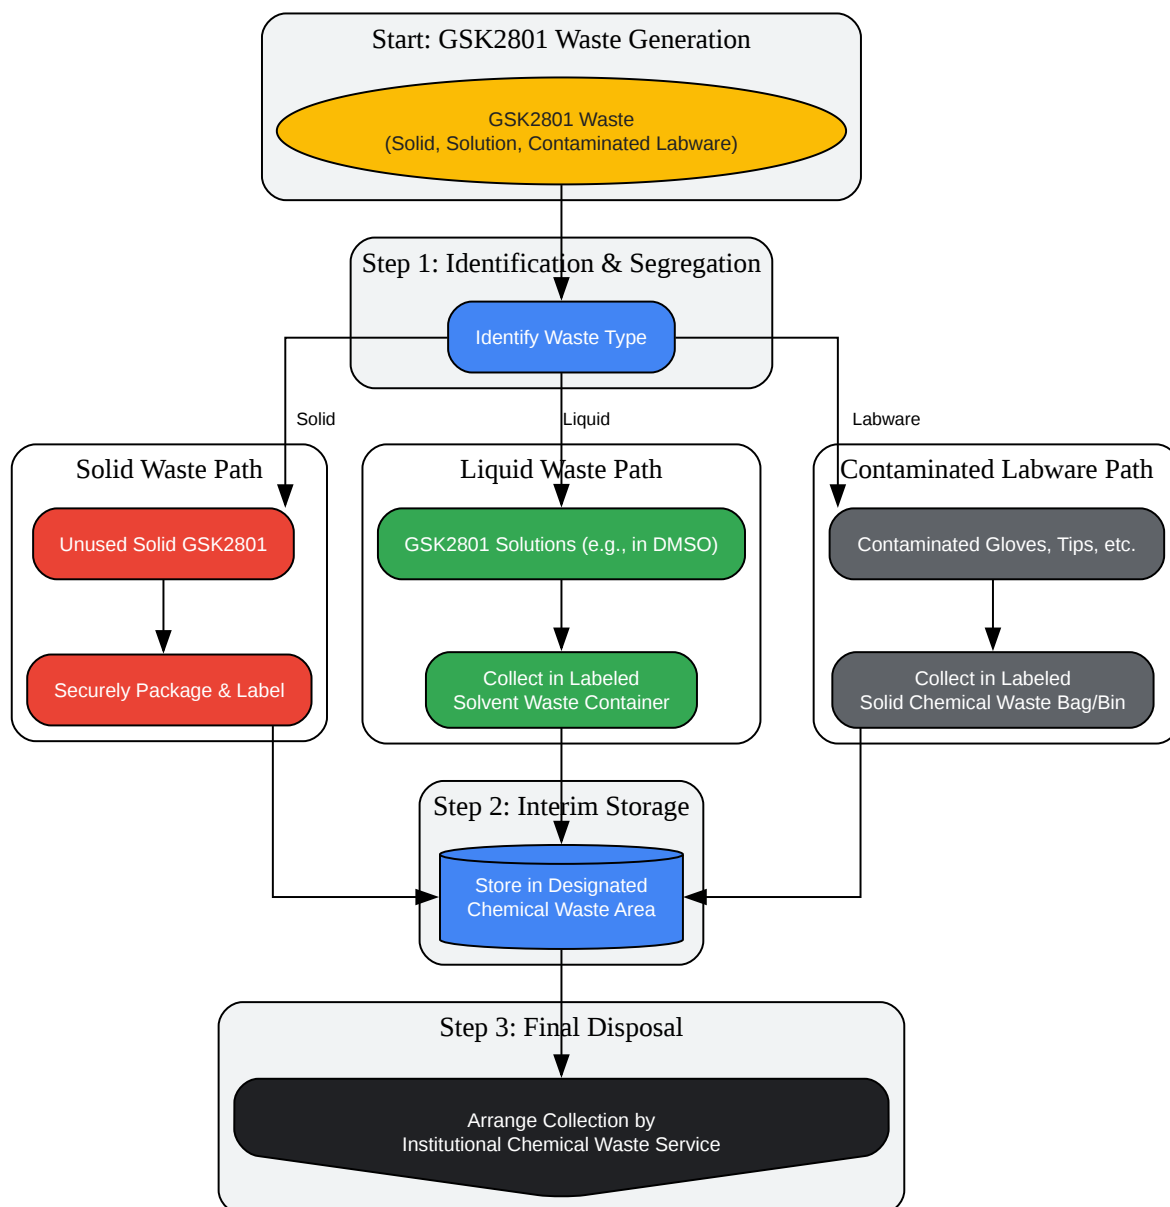 Start: GSK2801 Waste Generation
GSK2801 Waste
(Solid, Solution, Contaminated Labware)
Step 1: Identification & Segregation
Identify Waste Type
Solid
Liquid
Labware
Solid Waste Path
Liquid Waste Path
Contaminated Labware Path
Unused Solid GSK2801
GSK2801 Solutions (e.g., in DMSO)
Contaminated Gloves, Tips, etc.
Securely Package & Label
Collect in Labeled
Solvent Waste Container
Collect in Labeled
Solid Chemical Waste Bag/Bin
Step 2: Interim Storage
Store in Designated
Chemical Waste Area
Step 3: Final Disposal
Arrange Collection by
Institutional Chemical Waste Service